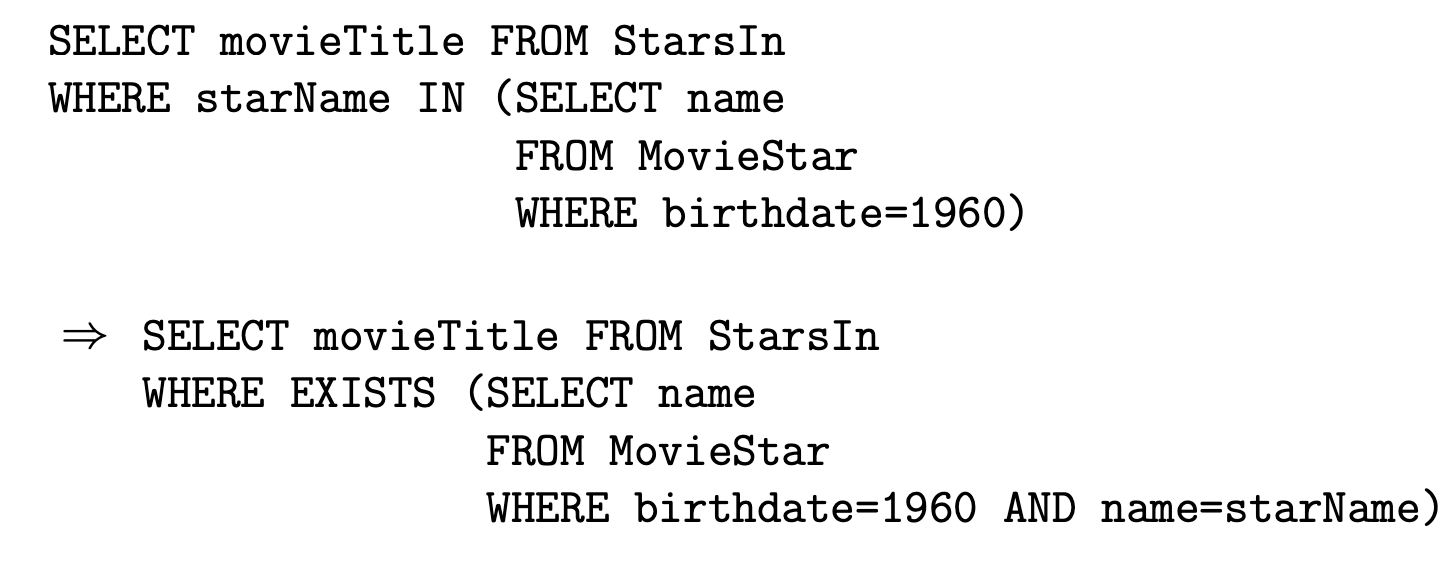 SELECT movieTitle FROM StarsIn
WHERE starName IN (SELECT name
FROM MovieStar
WHERE birthdate=1960)
⇒ SELECT movieTitle FROM StarsIn
WHERE EXISTS (SELECT name
FROM MovieStar
WHERE birthdate=1960 AND name=starName)